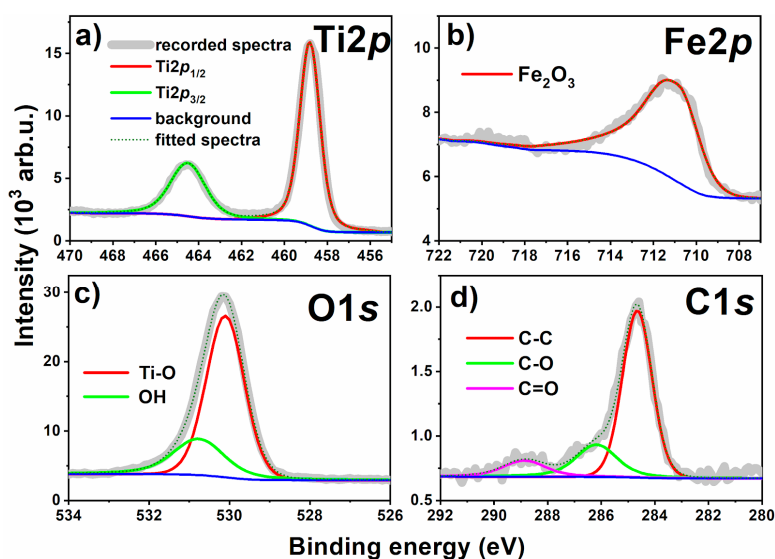 a)
Ti2p
recorded spectra
Ti2p1/2
Ti2p3/2
background
fitted spectra
15
10
5
0
470 468 466 464 462 460 458 456
b)
Fe2p
Fe2O3
10
8
6
4
722 720 718 716 714 712 710 708
Intensity (10³ arb.u.)
c)
O1s
Ti-O
OH
30
20
10
0
534 532 530 528 526
d)
C1s
C-C
C-O
C=O
2.0
1.5
1.0
0.5
292 290 288 286 284 282 280
Binding energy (eV)